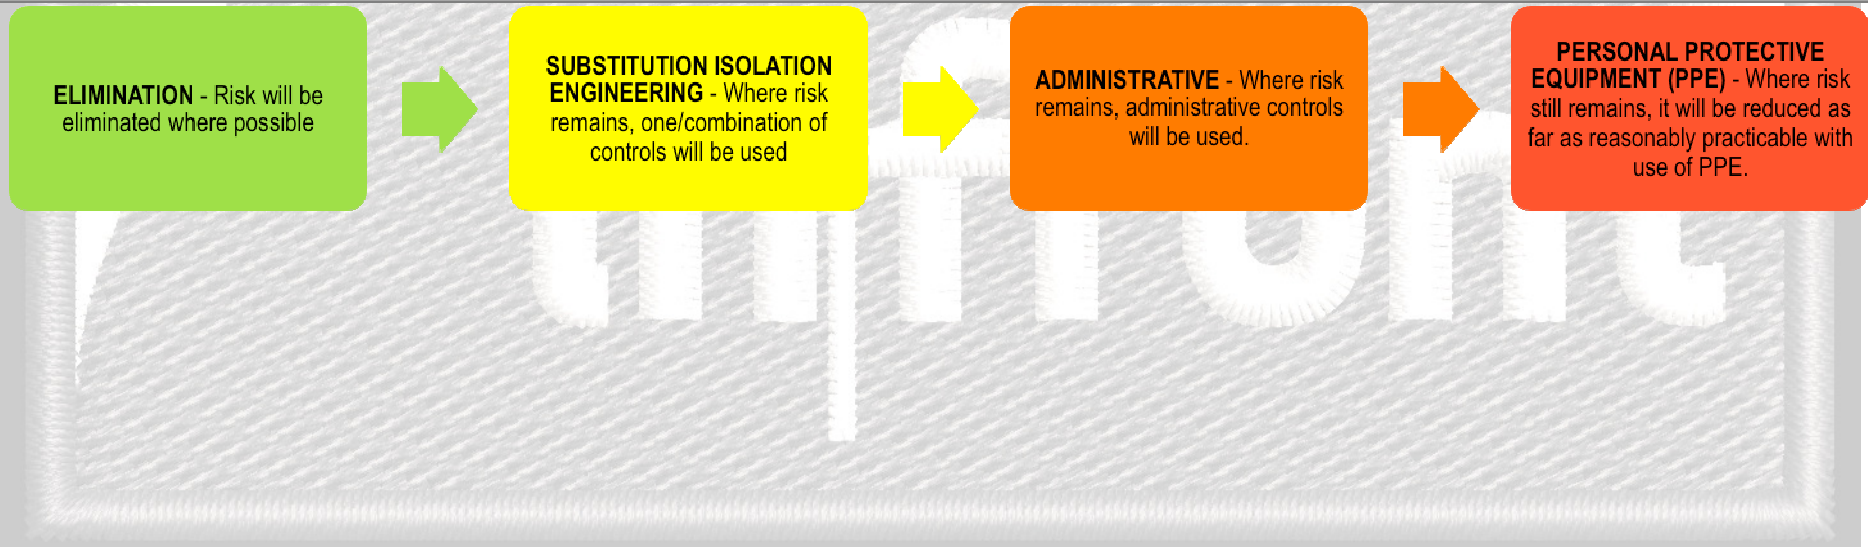 ELIMINATION - Risk will be
eliminated where possible
SUBSTITUTION ISOLATION
ENGINEERING - Where risk
remains, one/combination of
controls will be used
ADMINISTRATIVE - Where risk
remains, administrative controls
will be used.
PERSONAL PROTECTIVE
EQUIPMENT (PPE) - Where risk
still remains, it will be reduced as
far as reasonably practicable with
use of PPE.